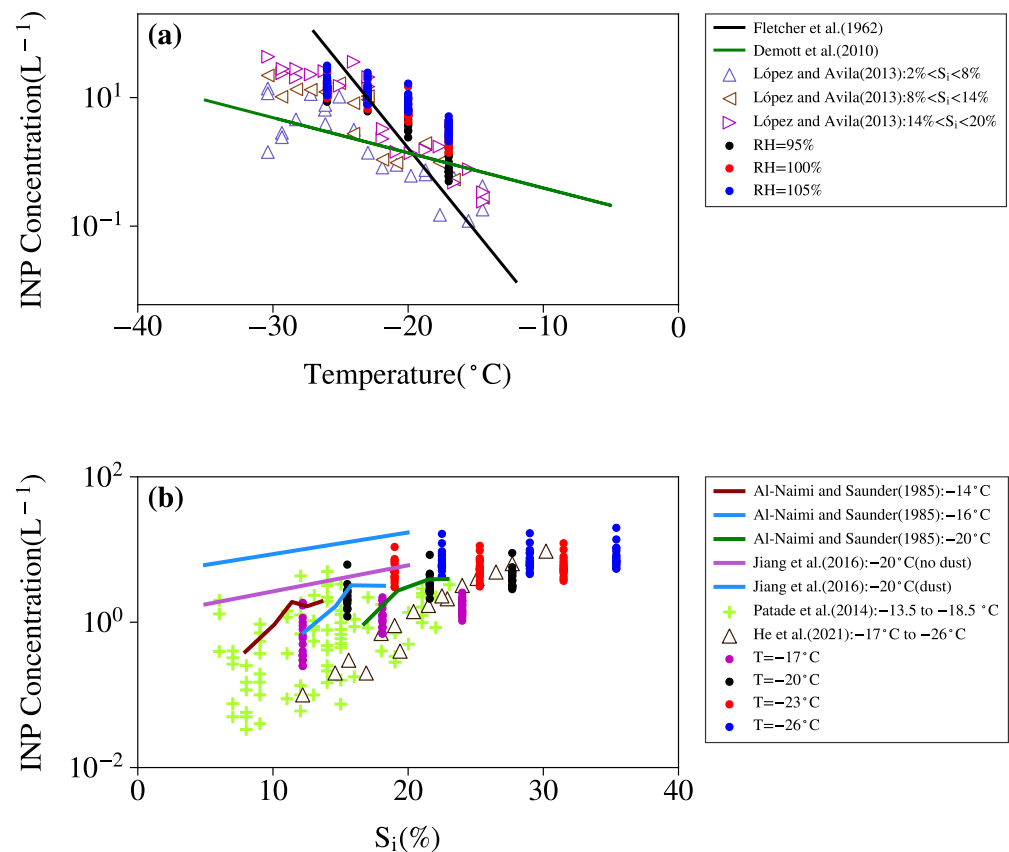 (a)
INP Concentration(L⁻¹)
10¹
10⁻¹
−40
−30
−20
−10
0
Temperature(°C)
Fletcher et al.(1962)
Demott et al.(2010)
López and Avila(2013):2%<Sᵢ<8%
López and Avila(2013):8%<Sᵢ<14%
López and Avila(2013):14%<Sᵢ<20%
RH=95%
RH=100%
RH=105%
(b)
INP Concentration(L⁻¹)
10²
10⁰
10⁻²
0
10
20
30
40
Sᵢ(%)
Al-Naimi and Saunder(1985):−14°C
Al-Naimi and Saunder(1985):−16°C
Al-Naimi and Saunder(1985):−20°C
Jiang et al.(2016):−20°C(no dust)
Jiang et al.(2016):−20°C(dust)
Patade et al.(2014):−13.5 to −18.5 °C
He et al.(2021):−17°C to −26°C
T=−17°C
T=−20°C
T=−23°C
T=−26°C